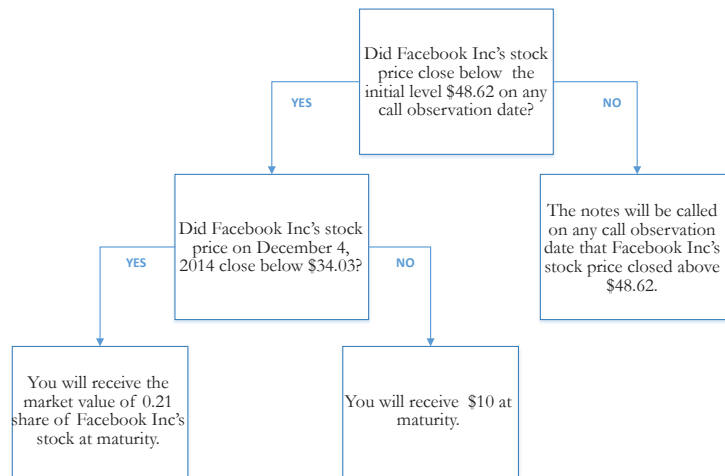 Did Facebook Inc's stock
price close below the
initial level $48.62 on any
call observation date?
YES
NO
Did Facebook Inc's stock
price on December 4,
2014 close below $34.03?
The notes will be called
on any call observation
date that Facebook Inc's
stock price closed above
$48.62.
YES
NO
You will receive the
market value of 0.21
share of Facebook Inc's
stock at maturity.
You will receive $10 at
maturity.